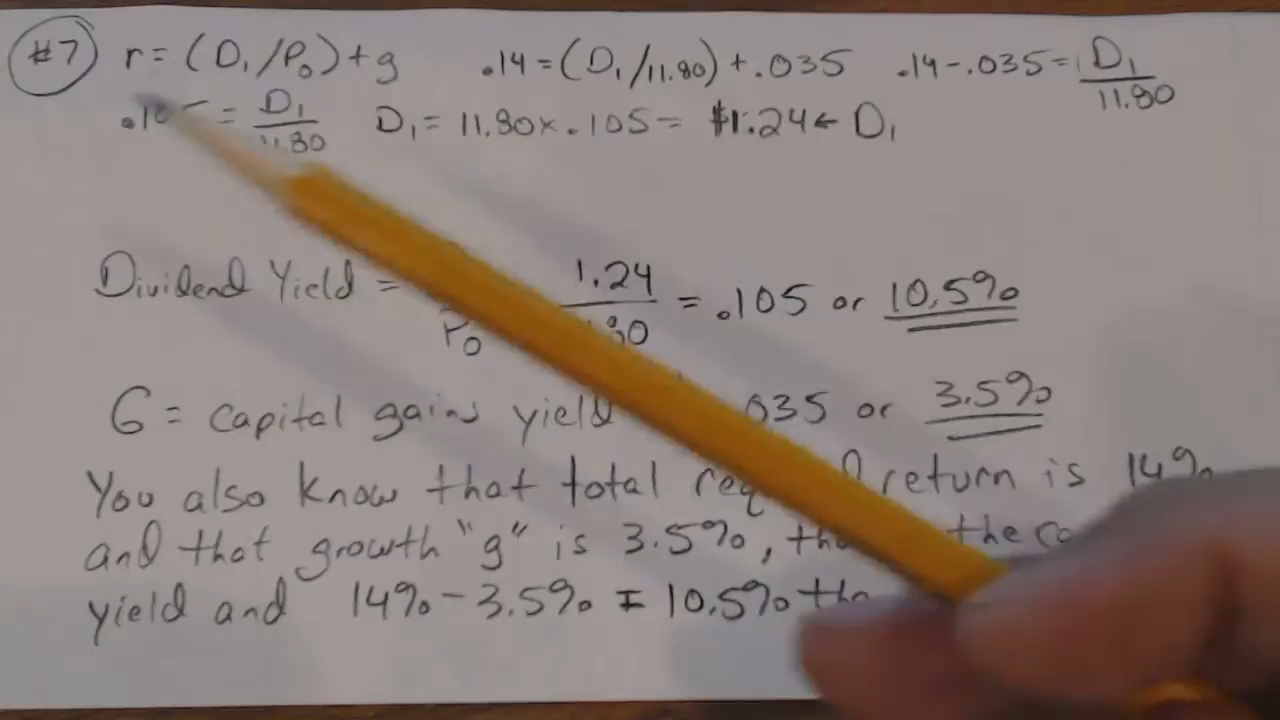 #7 r = (D₁/P₀) + g .14 = (D₁/11.80) + .035 .14 - .035 = D₁/11.80
= D₁/11.80 D₁ = 11.80 x .105 = $1.24 ← D₁
Dividend Yield = P₀ 1.24 = .105 or 10.5%
G = capital gains yield 035 or 3.5%
You also know that total return is 14%
and that growth "g" is 3.5%, the
yield and 14% - 3.5% = 10.5%